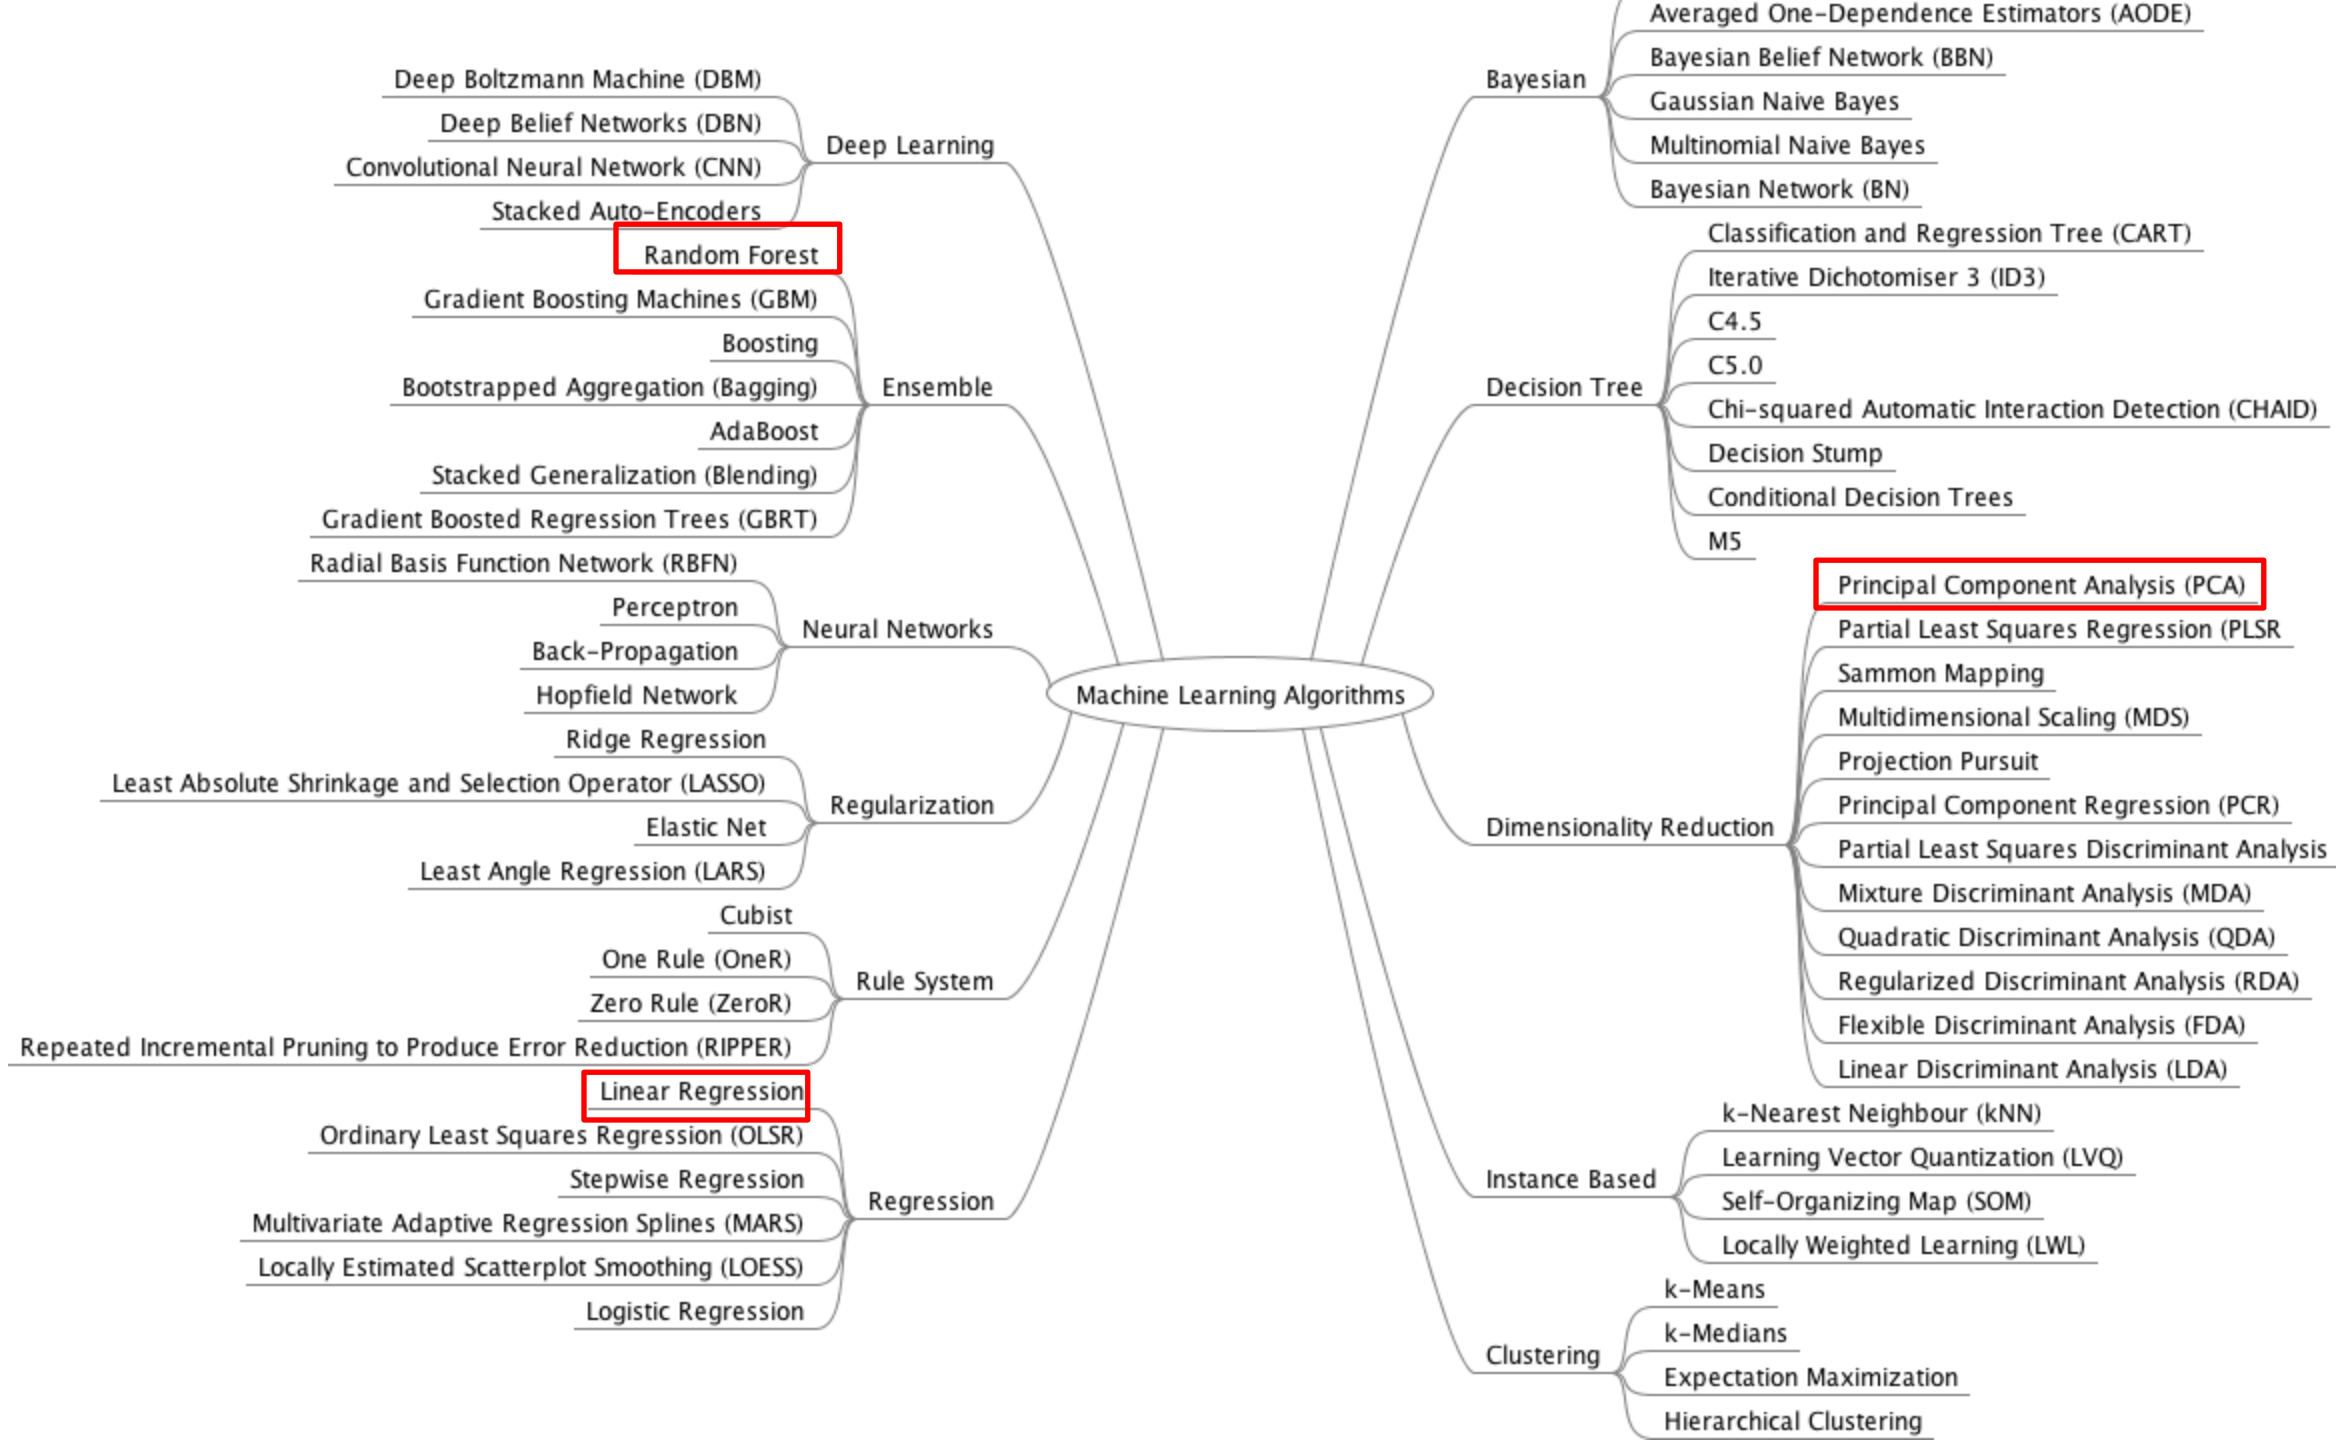 Deep Boltzmann Machine (DBM)
Deep Belief Networks (DBN)
Convolutional Neural Network (CNN)
Stacked Auto-Encoders
Deep Learning
Random Forest
Gradient Boosting Machines (GBM)
Boosting
Bootstrapped Aggregation (Bagging)
AdaBoost
Stacked Generalization (Blending)
Gradient Boosted Regression Trees (GBRT)
Ensemble
Radial Basis Function Network (RBFN)
Perceptron
Back-Propagation
Hopfield Network
Neural Networks
Ridge Regression
Least Absolute Shrinkage and Selection Operator (LASSO)
Elastic Net
Least Angle Regression (LARS)
Regularization
Cubist
One Rule (OneR)
Zero Rule (ZeroR)
Repeated Incremental Pruning to Produce Error Reduction (RIPPER)
Rule System
Linear Regression
Ordinary Least Squares Regression (OLSR)
Stepwise Regression
Multivariate Adaptive Regression Splines (MARS)
Locally Estimated Scatterplot Smoothing (LOESS)
Logistic Regression
Regression
Machine Learning Algorithms
Bayesian
Averaged One-Dependence Estimators (AODE)
Bayesian Belief Network (BBN)
Gaussian Naive Bayes
Multinomial Naive Bayes
Bayesian Network (BN)
Decision Tree
Classification and Regression Tree (CART)
Iterative Dichotomiser 3 (ID3)
C4.5
C5.0
Chi-squared Automatic Interaction Detection (CHAID)
Decision Stump
Conditional Decision Trees
M5
Dimensionality Reduction
Principal Component Analysis (PCA)
Partial Least Squares Regression (PLSR
Sammon Mapping
Multidimensional Scaling (MDS)
Projection Pursuit
Principal Component Regression (PCR)
Partial Least Squares Discriminant Analysis
Mixture Discriminant Analysis (MDA)
Quadratic Discriminant Analysis (QDA)
Regularized Discriminant Analysis (RDA)
Flexible Discriminant Analysis (FDA)
Linear Discriminant Analysis (LDA)
Instance Based
k-Nearest Neighbour (kNN)
Learning Vector Quantization (LVQ)
Self-Organizing Map (SOM)
Locally Weighted Learning (LWL)
Clustering
k-Means
k-Medians
Expectation Maximization
Hierarchical Clustering